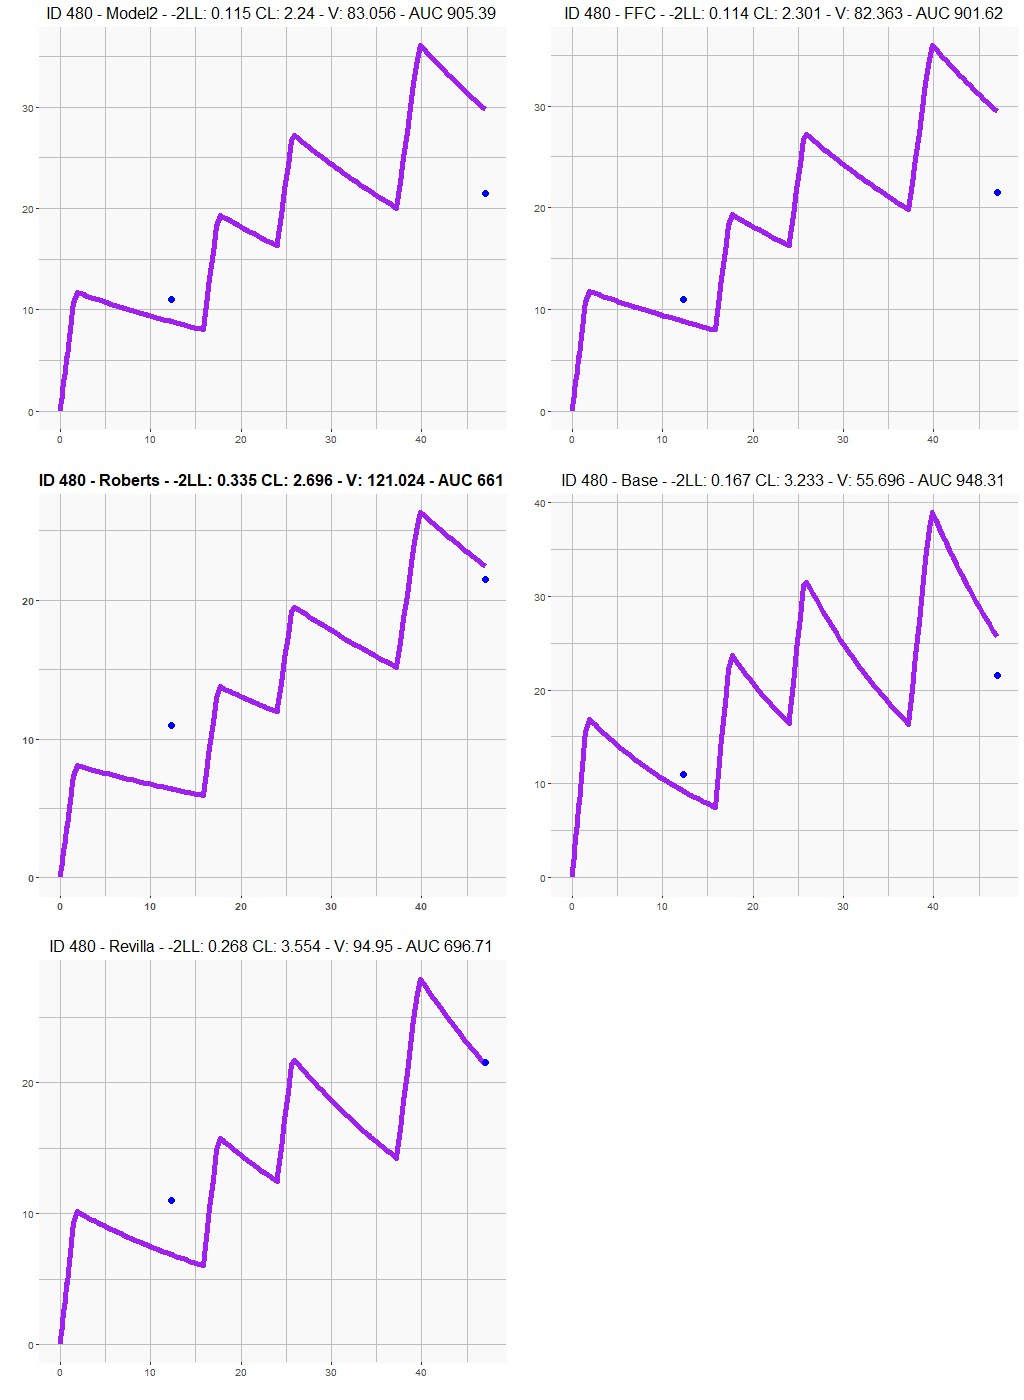 ID 480 - Model2 - -2LL: 0.115 CL: 2.24 - V: 83.056 - AUC 905.39
30
20
10
0
0 10 20 30 40
ID 480 - FFC - -2LL: 0.114 CL: 2.301 - V: 82.363 - AUC 901.62
30
20
10
0
0 10 20 30 40
ID 480 - Roberts - -2LL: 0.335 CL: 2.696 - V: 121.024 - AUC 661
20
10
0
0 10 20 30 40
ID 480 - Base - -2LL: 0.167 CL: 3.233 - V: 55.696 - AUC 948.31
40
30
20
10
0
0 10 20 30 40
ID 480 - Revilla - -2LL: 0.268 CL: 3.554 - V: 94.95 - AUC 696.71
20
10
0
0 10 20 30 40